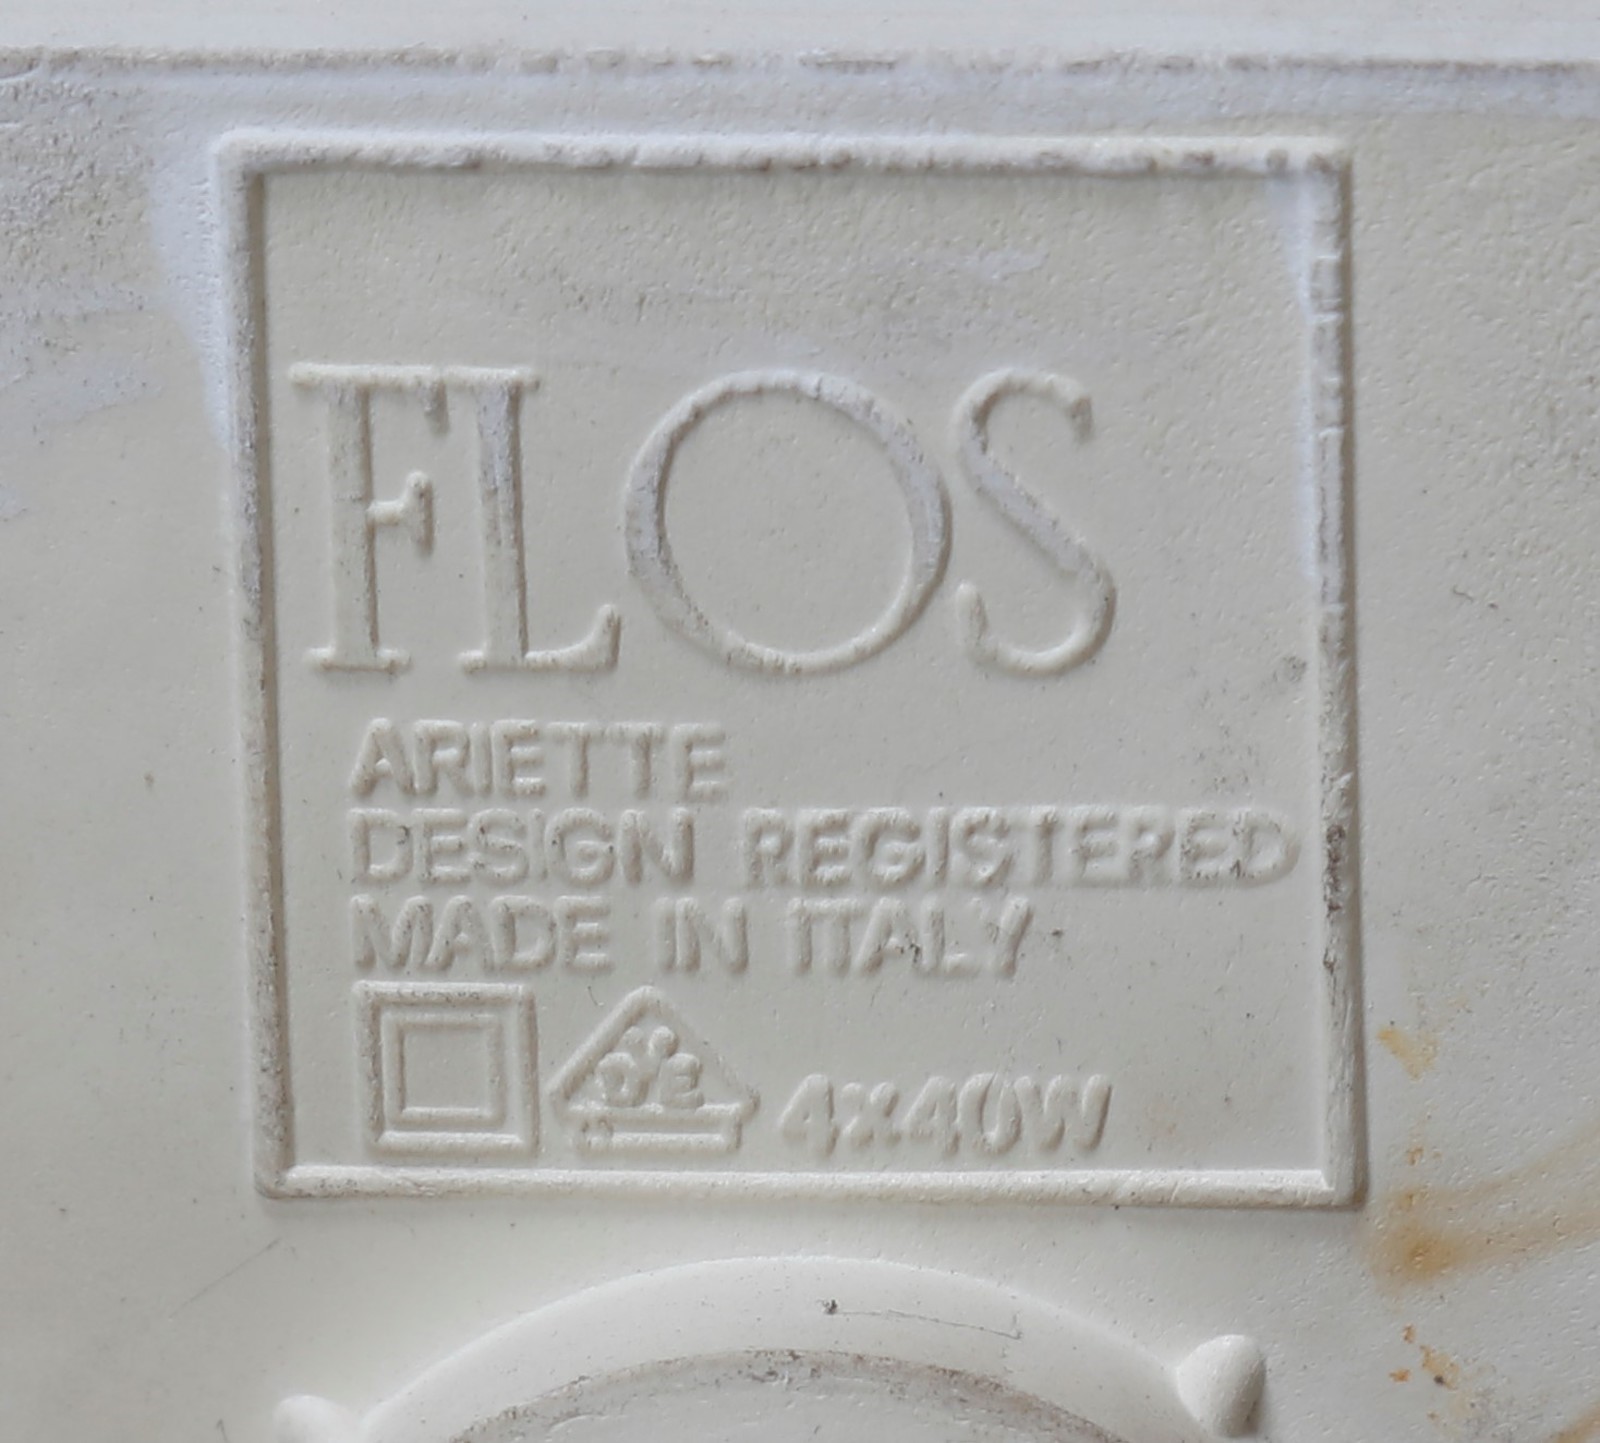 FLOS
ARIETTE
DESIGN REGISTERED
MADE IN ITALY
4x40W